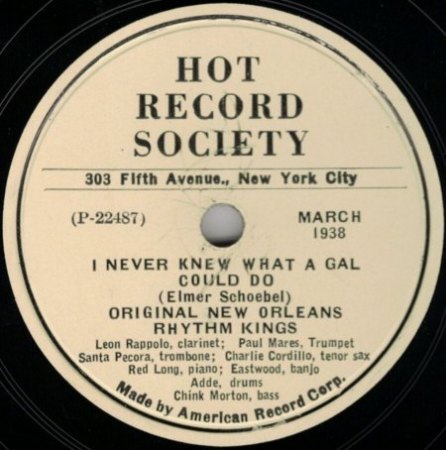 HOT
RECORD
SOCIETY
303 Fifth Avenue., New York City
(P-22487) MARCH
1938
I NEVER KNEW WHAT A GAL
COULD DO
(Elmer Schoebel)
ORIGINAL NEW ORLEANS
RHYTHM KINGS
Leon Rappolo, clarinet; Paul Mares, Trumpet
Santa Pecora, trombone; Charlie Cordillo, tenor sax
Red Long, piano; Eastwood, banjo
Adde, drums
Chink Morton, bass
Made by American Record Corp.